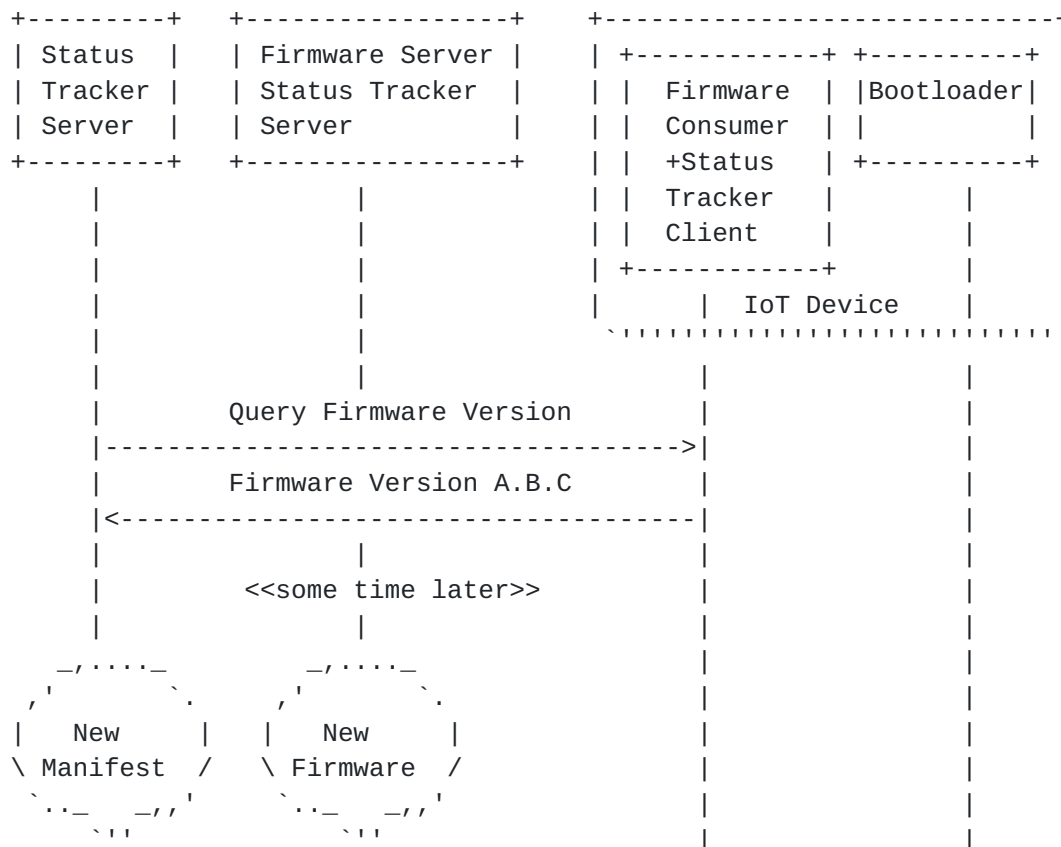 +---------+   +-----------------+    +-----------------------------
| Status  |   | Firmware Server |    | +------------+ +----------+
| Tracker |   | Status Tracker  |    | |  Firmware  | |Bootloader|
| Server  |   | Server          |    | |  Consumer  | |          |
+---------+   +-----------------+    | |  +Status   | +----------+
     |                |              | |  Tracker   |      |
     |                |              | |  Client    |      |
     |                |              | +------------+      |
     |                |              |      |  IoT Device  |
     |                |               `''''''''''''''''''''''''''''
     |                |                     |              |
     |        Query Firmware Version        |              |
     |------------------------------------->|              |
     |        Firmware Version A.B.C        |              |
     |<-------------------------------------|              |
     |                |                     |              |
     |         <<some time later>>          |              |
     |                |                     |              |
   _,...._         _,...._                  |              |
 ,'       `.     ,'       `.                |              |
|   New     |   |   New     |               |              |
\ Manifest  /   \ Firmware  /               |              |
 `.._   _,,'     `.._   _,,'                |              |
     `''             `''                    |              |